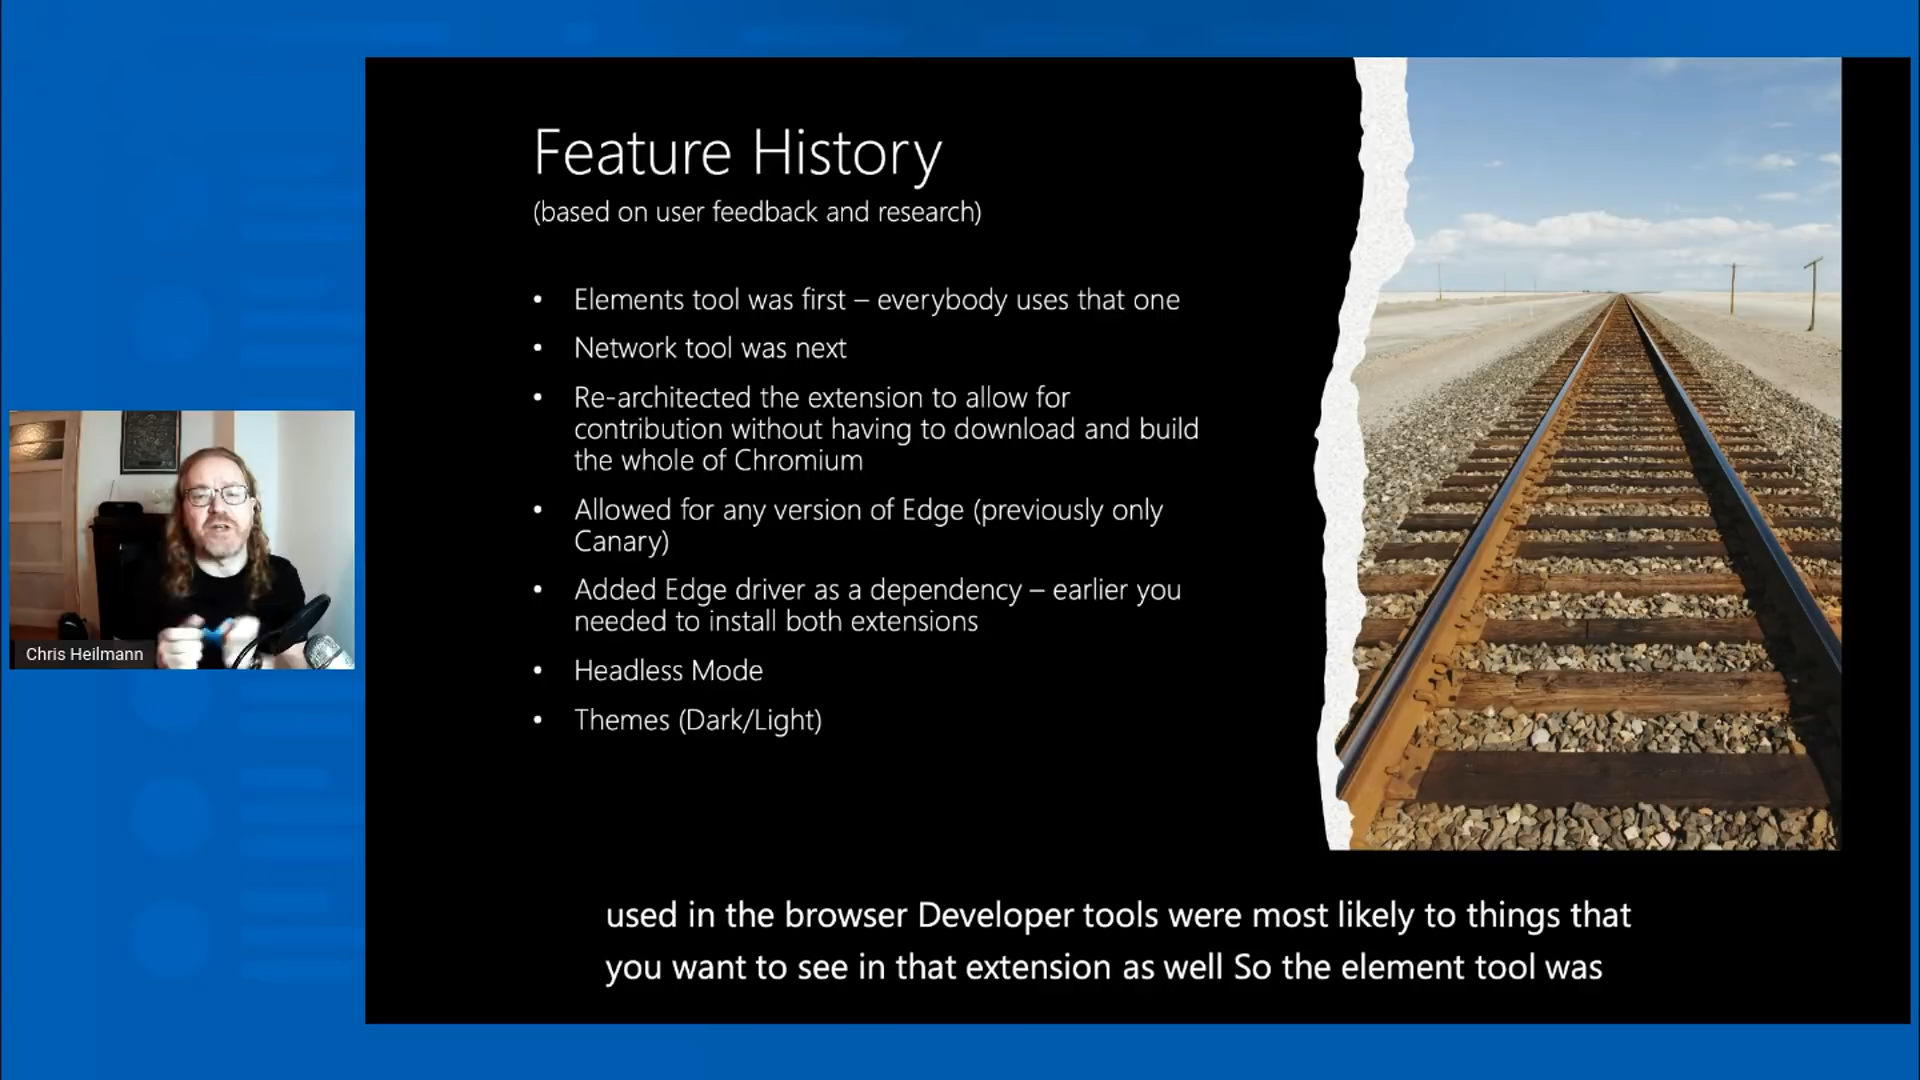 Feature History
(based on user feedback and research)
• Elements tool was first – everybody uses that one
• Network tool was next
• Re-architected the extension to allow for
contribution without having to download and build
the whole of Chromium
• Allowed for any version of Edge (previously only
Canary)
• Added Edge driver as a dependency – earlier you
needed to install both extensions
• Headless Mode
• Themes (Dark/Light)
Chris Heilmann
used in the browser Developer tools were most likely to things that
you want to see in that extension as well So the element tool was